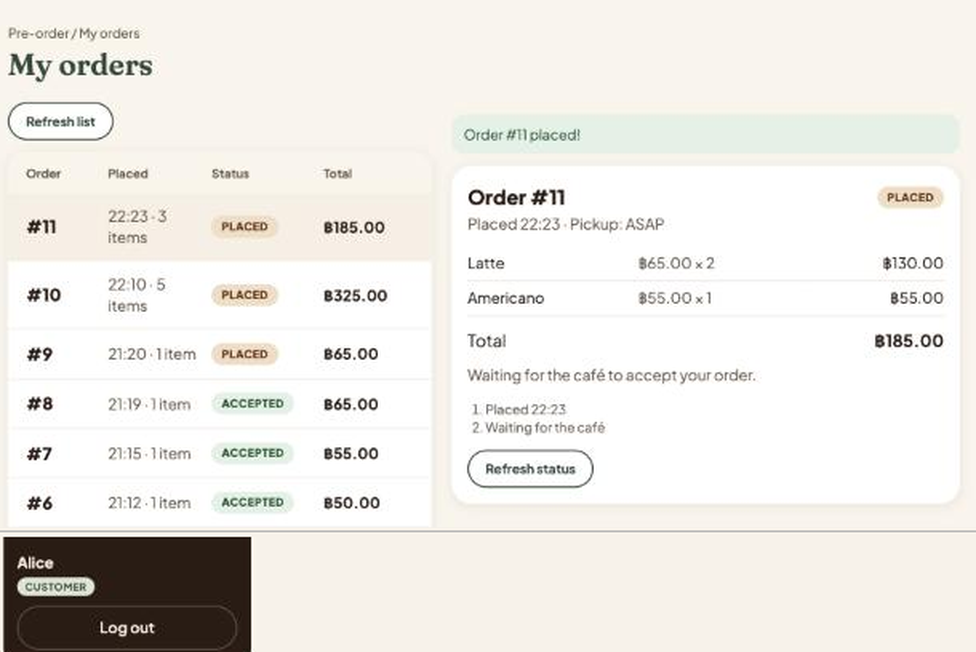 Pre-order / My orders
My orders
Refresh list
Order Placed Status Total
#11 22:23 · 3 items PLACED ฿185.00
#10 22:10 · 5 items PLACED ฿325.00
#9 21:20 · 1 item PLACED ฿65.00
#8 21:19 · 1 item ACCEPTED ฿65.00
#7 21:15 · 1 item ACCEPTED ฿55.00
#6 21:12 · 1 item ACCEPTED ฿50.00
Order #11 placed!
Order #11 PLACED
Placed 22:23 · Pickup: ASAP
Latte ฿65.00 x 2 ฿130.00
Americano ฿55.00 x 1 ฿55.00
Total ฿185.00
Waiting for the café to accept your order.
1. Placed 22:23
2. Waiting for the café
Refresh status
Alice
CUSTOMER
Log out